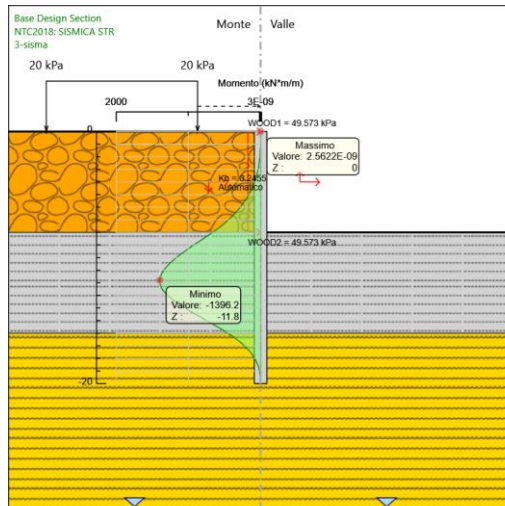 Base Design Section
NTC2018: SISMICA STR
3-sisma
Monte
Valle
20 kPa
20 kPa
Momento (kN*m/m)
2000
3E-09
0
WOOD1 = 49.573 kPa
Massimo
Valore: 2.5622E-09
Z : 0
Kh = 0.2455
Automatico
WOOD2 = 49.573 kPa
Minimo
Valore: -1396.2
Z : -11.8
-20